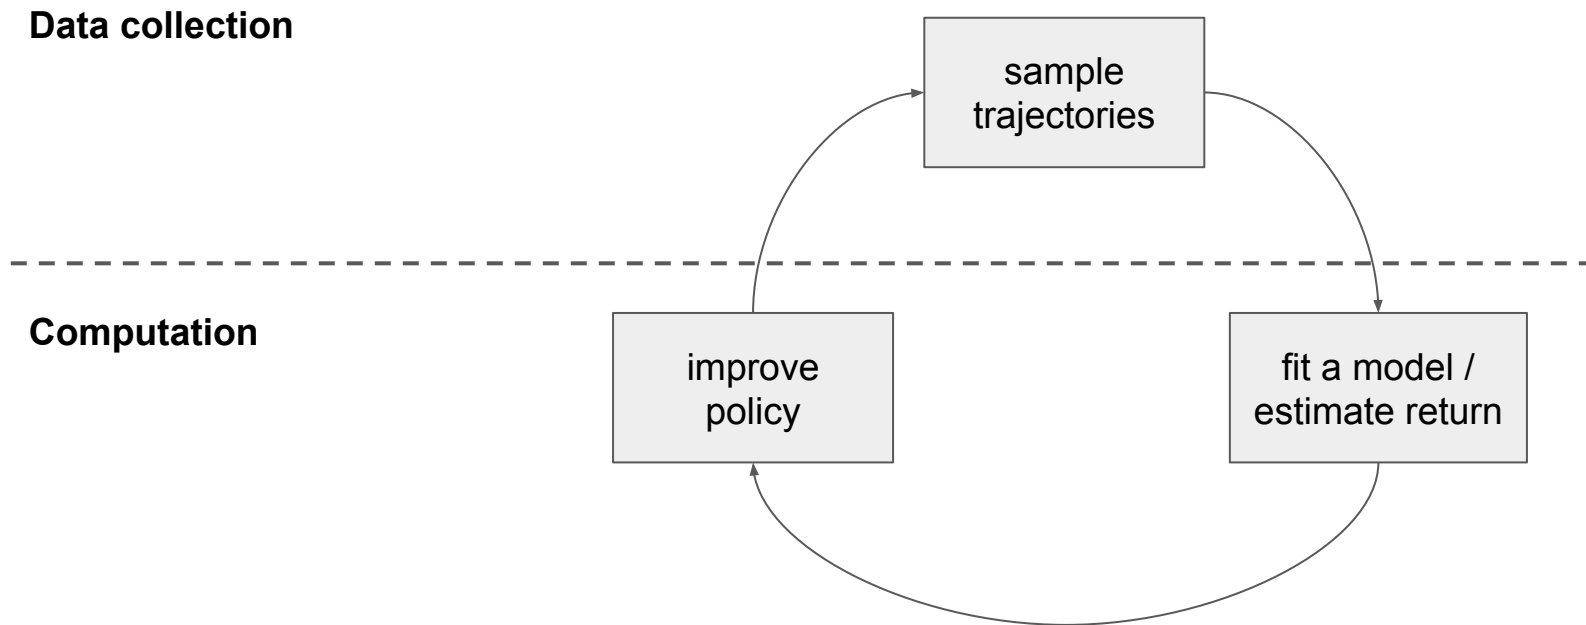 Data collection
sample
trajectories
Computation
improve
policy
fit a model /
estimate return